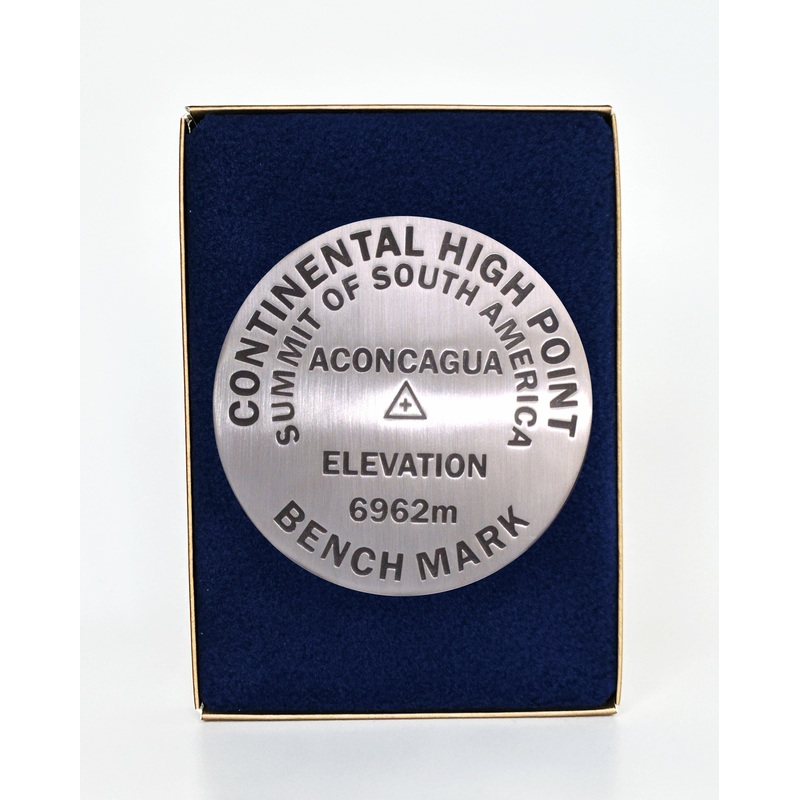 CONTINENTAL HIGH POINT
SUMMIT OF SOUTH AMERICA
ACONCAGUA
ELEVATION
6962m
BENCH MARK